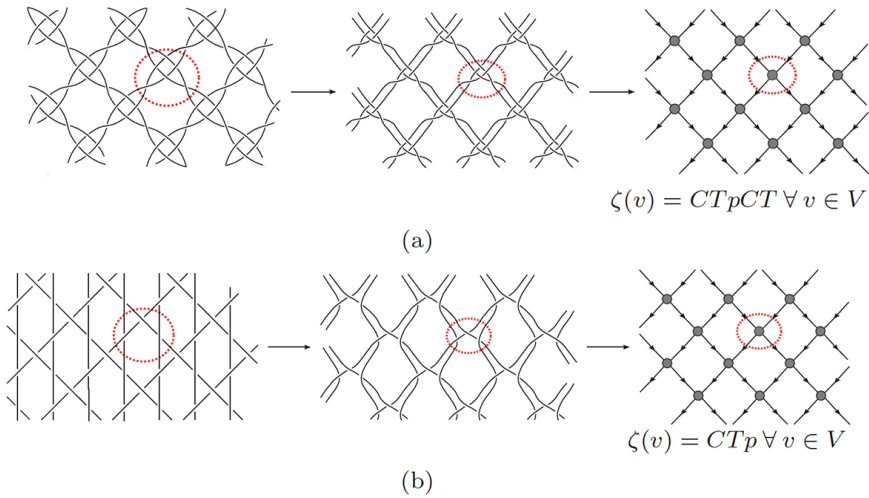 ζ(v) = CTpCT ∀ v ∈ V
(a)
ζ(v) = CTp ∀ v ∈ V
(b)